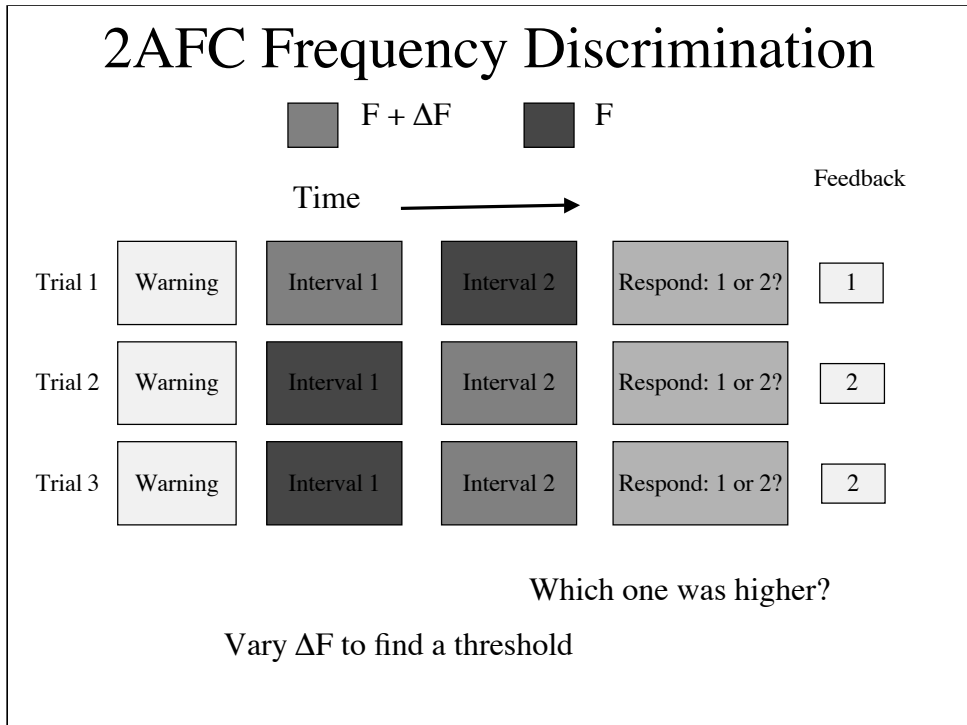 2AFC Frequency Discrimination
F + ΔF F
Feedback
Time
Trial 1 Warning Interval 1 Interval 2 Respond: 1 or 2? 1
Trial 2 Warning Interval 1 Interval 2 Respond: 1 or 2? 2
Trial 3 Warning Interval 1 Interval 2 Respond: 1 or 2? 2
Which one was higher?
Vary ΔF to find a threshold